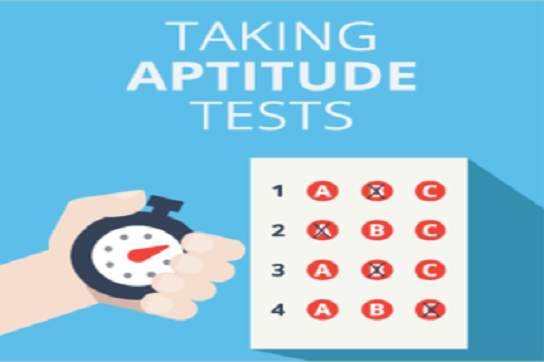 TAKING
APTITUDE
TESTS
1 A B C
2 A B C
3 A B C
4 A B C